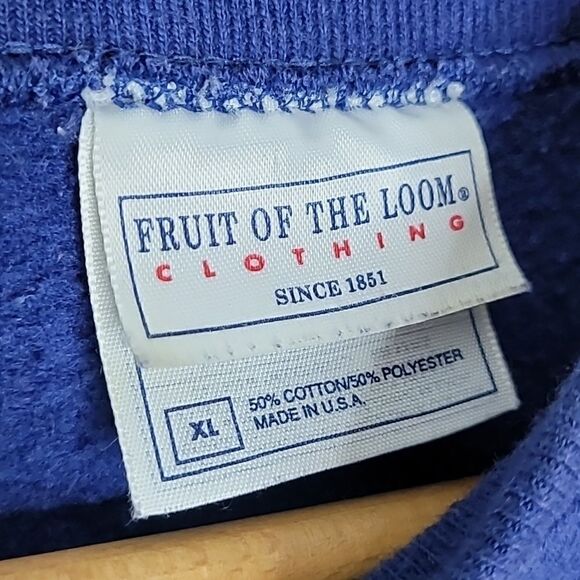 FRUIT OF THE LOOM®
CLOTHING
SINCE 1851
XL
50% COTTON/50% POLYESTER
MADE IN U.S.A.